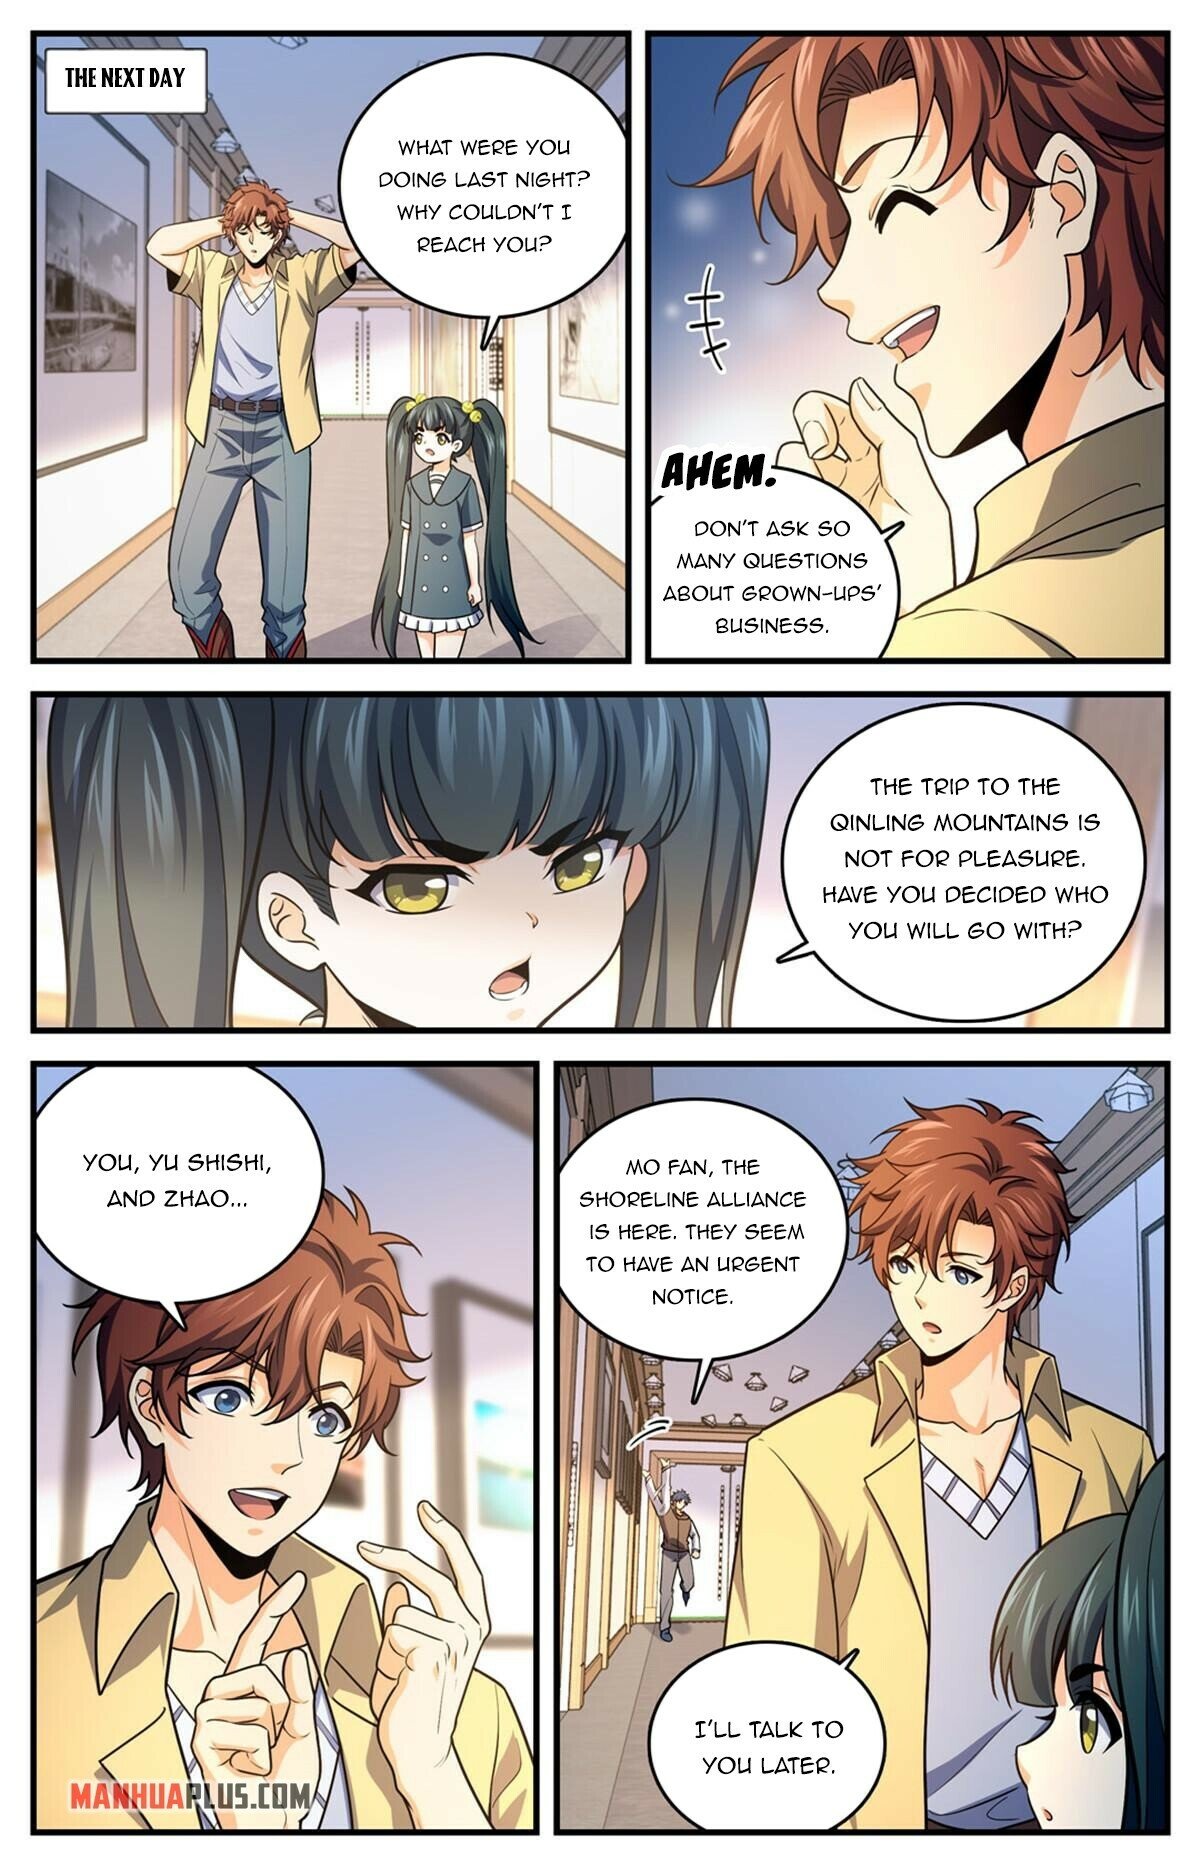 THE NEXT DAY
WHAT WERE YOU
DOING LAST NIGHT?
WHY COULDN'T I
REACH YOU?
AHEM.
DON'T ASK SO
MANY QUESTIONS
ABOUT GROWN-UPS'
BUSINESS.
THE TRIP TO THE
QINLING MOUNTAINS IS
NOT FOR PLEASURE.
HAVE YOU DECIDED WHO
YOU WILL GO WITH?
YOU, YU SHISHI,
AND ZHAO...
MO FAN, THE
SHORELINE ALLIANCE
IS HERE. THEY SEEM
TO HAVE AN URGENT
NOTICE.
I'LL TALK TO
YOU LATER.
MANHUAPLUS.COM